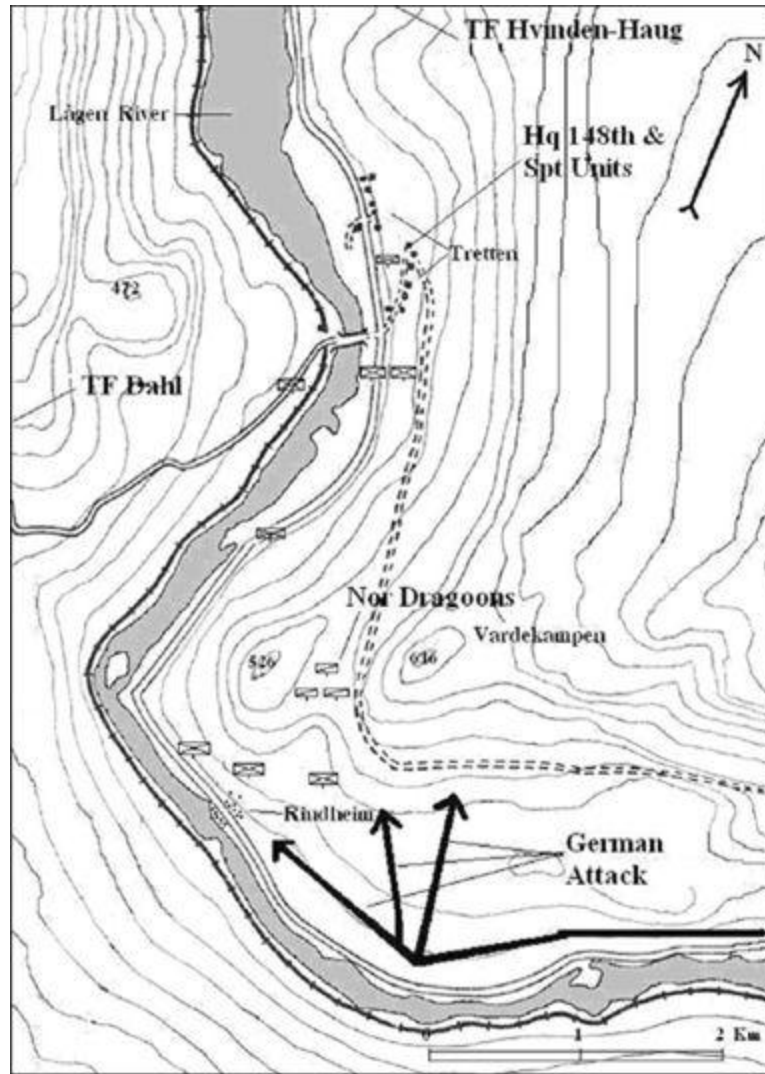 TF Hvinden-Haug
N
Lågen River
Hq 148th &
Spt Units
Tretten
472
TF Dahl
Nor Dragoons
Vardekampen
526
616
Rindheim
German
Attack
0 1 2 Km